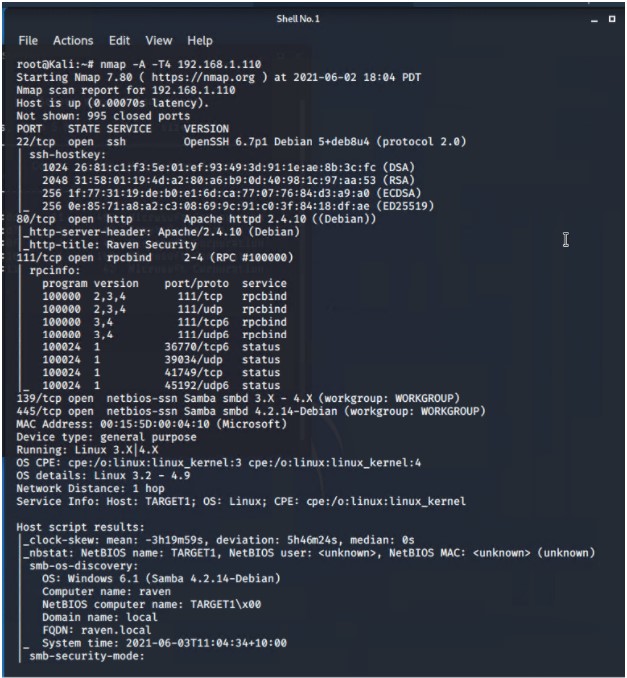 Shell No.1
File Actions Edit View Help
root@Kali:~# nmap -A -T4 192.168.1.110
Starting Nmap 7.80 ( https://nmap.org ) at 2021-06-02 18:04 PDT
Nmap scan report for 192.168.1.110
Host is up (0.00070s latency).
Not shown: 995 closed ports
PORT STATE SERVICE VERSION
22/tcp open ssh OpenSSH 6.7p1 Debian 5+deb8u4 (protocol 2.0)
| ssh-hostkey:
| 1024 26:81:c1:f3:5e:01:ef:93:49:3d:91:1e:ae:8b:3c:fc (DSA)
| 2048 31:58:01:19:4d:a2:80:a6:b9:0d:40:98:1c:97:aa:53 (RSA)
| 256 1f:77:31:19:de:b0:e1:6d:ca:77:07:76:84:d3:a9:a0 (ECDSA)
|_ 256 0e:85:71:a8:a2:c3:08:69:9c:91:c0:3f:84:18:df:ae (ED25519)
80/tcp open http Apache httpd 2.4.10 ((Debian))
|_http-server-header: Apache/2.4.10 (Debian)
|_http-title: Raven Security
111/tcp open rpcbind 2-4 (RPC #100000)
| rpcinfo:
| program version port/proto service
| 100000 2,3,4 111/tcp rpcbind
| 100000 2,3,4 111/udp rpcbind
| 100000 3,4 111/tcp6 rpcbind
| 100000 3,4 111/udp6 rpcbind
| 100024 1 36770/tcp6 status
| 100024 1 39034/udp status
| 100024 1 41749/tcp status
|_ 100024 1 45192/udp6 status
139/tcp open netbios-ssn Samba smbd 3.X - 4.X (workgroup: WORKGROUP)
445/tcp open netbios-ssn Samba smbd 4.2.14-Debian (workgroup: WORKGROUP)
MAC Address: 00:15:5D:00:04:10 (Microsoft)
Device type: general purpose
Running: Linux 3.X|4.X
OS CPE: cpe:/o:linux:linux_kernel:3 cpe:/o:linux:linux_kernel:4
OS details: Linux 3.2 - 4.9
Network Distance: 1 hop
Service Info: Host: TARGET1; OS: Linux; CPE: cpe:/o:linux:linux_kernel
Host script results:
|_clock-skew: mean: -3h19m59s, deviation: 5h46m24s, median: 0s
|_nbstat: NetBIOS name: TARGET1, NetBIOS user: <unknown>, NetBIOS MAC: <unknown> (unknown)
| smb-os-discovery:
| OS: Windows 6.1 (Samba 4.2.14-Debian)
| Computer name: raven
| NetBIOS computer name: TARGET1\x00
| Domain name: local
| FQDN: raven.local
|_ System time: 2021-06-03T11:04:34+10:00
| smb-security-mode: